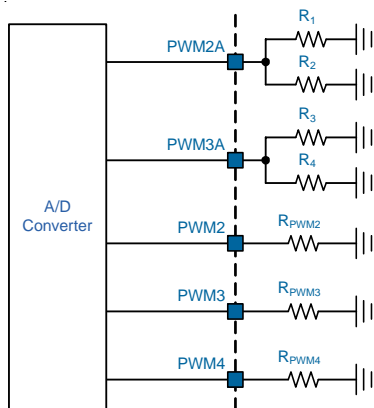 R1
PWM2A
R2
R3
PWM3A
R4
A/D
Converter
PWM2
RPWM2
PWM3
RPWM3
PWM4
RPWM4